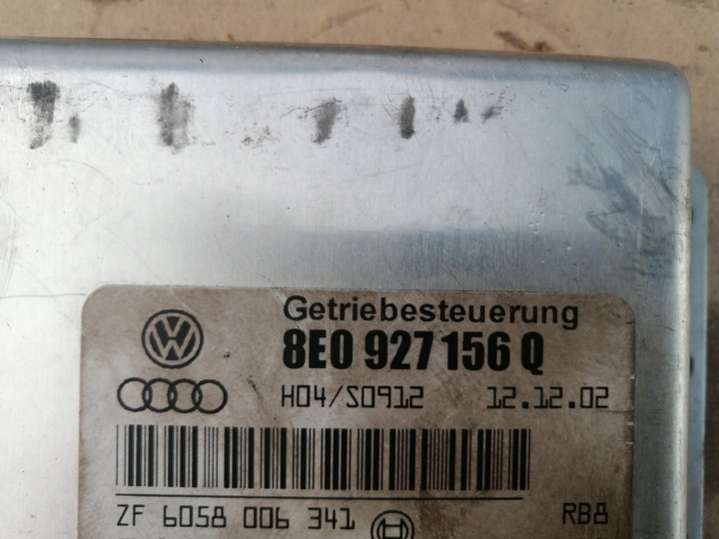 Getriebesteuerung
8E0 927 156 Q
H04/S0912 12.12.02
ZF 6058 006 341 RB8